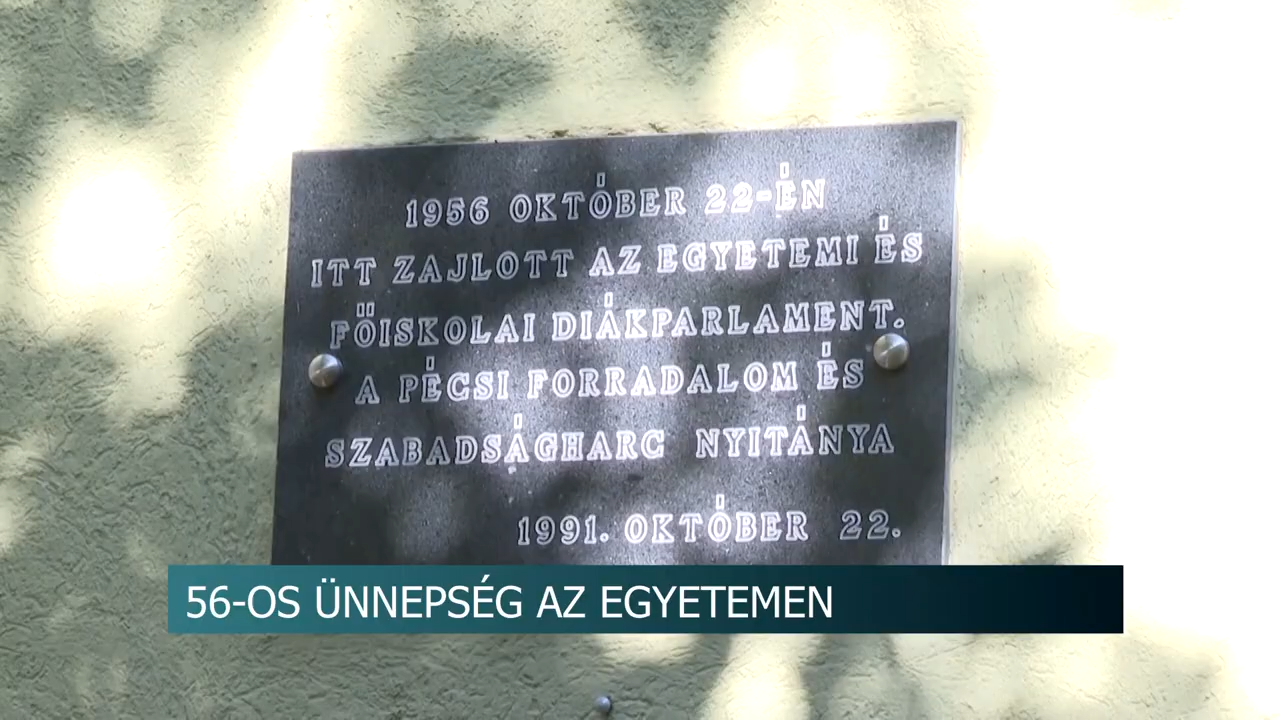 1956 OKTÓBER 22-ÉN
ITT ZAJLOTT AZ EGYETEMI ÉS
FŐISKOLAI DIÁKPARLAMENT.
A PÉCSI FORRADALOM ÉS
SZABADSÁGHARC NYITÁNYA
1991. OKTÓBER 22.
56-OS ÜNNEPSÉG AZ EGYETEMEN